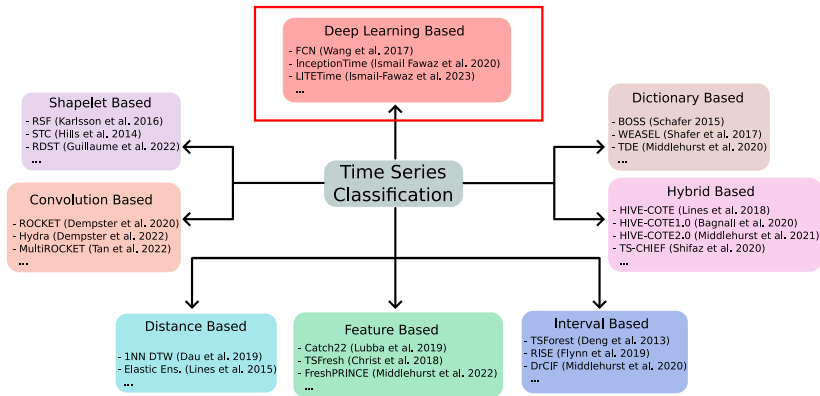 Deep Learning Based
- FCN (Wang et al. 2017)
- InceptionTime (Ismail Fawaz et al. 2020)
- LITETime (Ismail-Fawaz et al. 2023)
...
Shapelet Based
- RSF (Karlsson et al. 2016)
- STC (Hills et al. 2014)
- RDST (Guillaume et al. 2022)
...
Dictionary Based
- BOSS (Schafer 2015)
- WEASEL (Shafer et al. 2017)
- TDE (Middlehurst et al. 2020)
...
Time Series
Classification
Convolution Based
- ROCKET (Dempster et al. 2020)
- Hydra (Dempster et al. 2022)
- MultiROCKET (Tan et al. 2022)
...
Hybrid Based
- HIVE-COTE (Lines et al. 2018)
- HIVE-COTE1.0 (Bagnall et al. 2020)
- HIVE-COTE2.0 (Middlehurst et al. 2021)
- TS-CHIEF (Shifaz et al. 2020)
...
Distance Based
- 1NN DTW (Dau et al. 2019)
- Elastic Ens. (Lines et al. 2015)
...
Feature Based
- Catch22 (Lubba et al. 2019)
- TSFresh (Christ et al. 2018)
- FreshPRINCE (Middlehurst et al. 2022)
...
Interval Based
- TSForest (Deng et al. 2013)
- RISE (Flynn et al. 2019)
- DrCIF (Middlehurst et al. 2020)
...